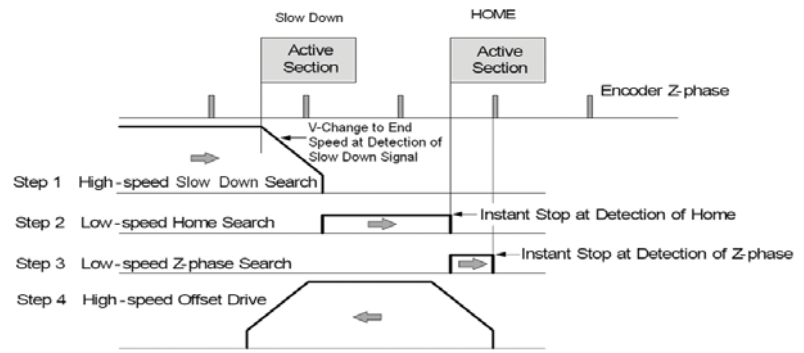 Slow Down
HOME
Active
Section
Active
Section
Encoder Z-phase
V-Change to End
Speed at Detection of
Slow Down Signal
Step 1 High-speed Slow Down Search
Step 2 Low-speed Home Search
Instant Stop at Detection of Home
Step 3 Low-speed Z-phase Search
Instant Stop at Detection of Z-phase
Step 4 High-speed Offset Drive